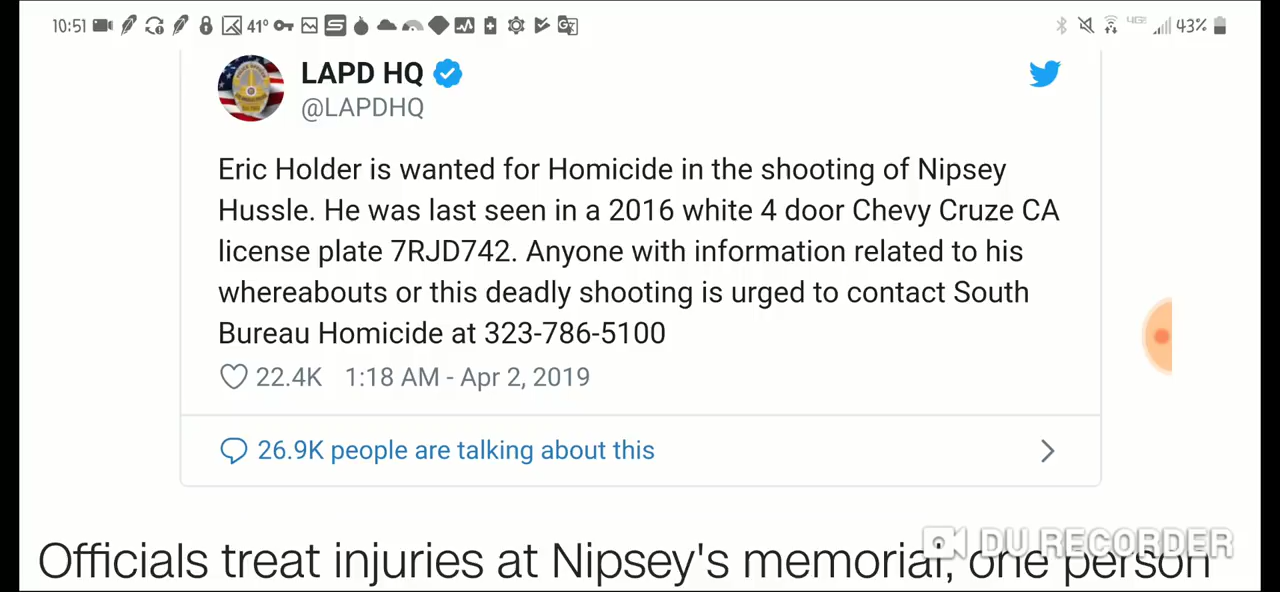 10:51 41° 4GE 43%
LAPD HQ
@LAPDHQ
Eric Holder is wanted for Homicide in the shooting of Nipsey
Hussle. He was last seen in a 2016 white 4 door Chevy Cruze CA
license plate 7RJD742. Anyone with information related to his
whereabouts or this deadly shooting is urged to contact South
Bureau Homicide at 323-786-5100
22.4K 1:18 AM - Apr 2, 2019
26.9K people are talking about this
Officials treat injuries at Nipsey's memorial, one person
DU RECORDER